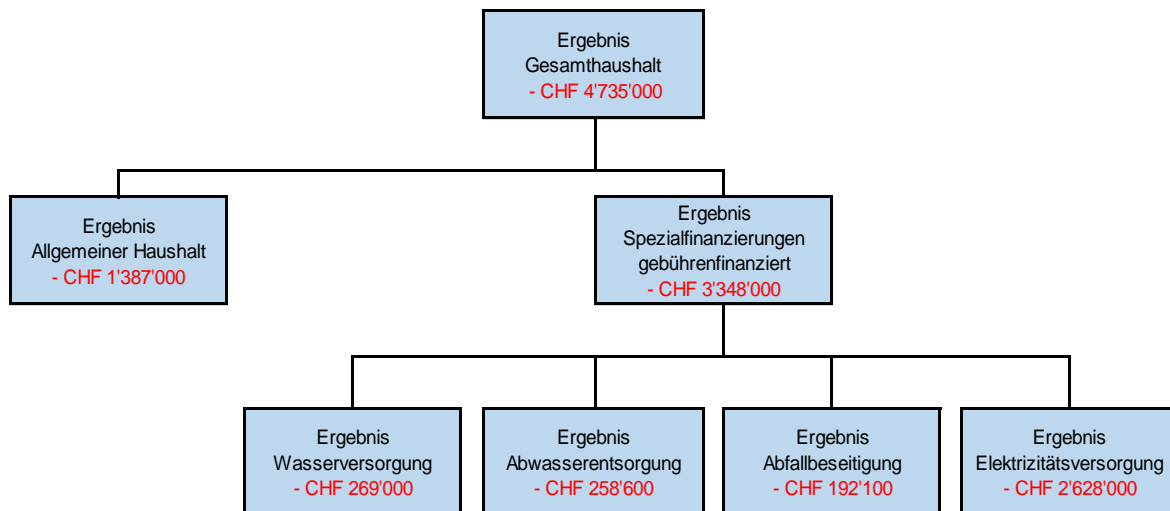 Ergebnis
Gesamthaushalt
- CHF 4'735'000
Ergebnis
Allgemeiner Haushalt
- CHF 1'387'000
Ergebnis
Spezialfinanzierungen
gebührenfinanziert
- CHF 3'348'000
Ergebnis
Wasserversorgung
- CHF 269'000
Ergebnis
Abwasserentsorgung
- CHF 258'600
Ergebnis
Abfallbeseitigung
- CHF 192'100
Ergebnis
Elektrizitätsversorgung
- CHF 2'628'000